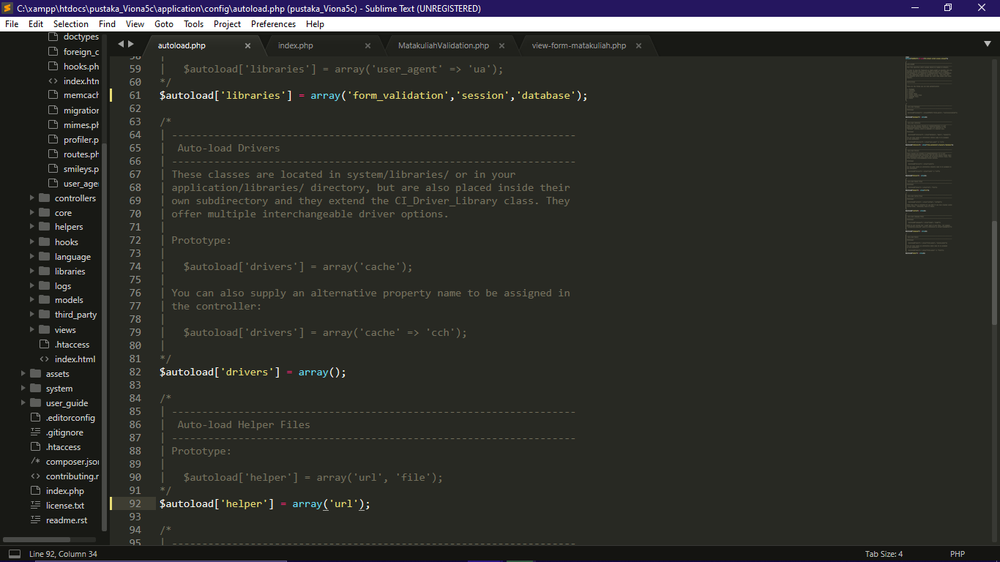 C:\xampp\htdocs\pustaka_Viona5c\application\config\autoload.php (pustaka_Viona5c) - Sublime Text (UNREGISTERED)
File Edit Selection Find View Goto Tools Project Preferences Help
doctypes
foreign_c
hooks.ph
index.htm
memcach
migration
mimes.ph
profiler.p
routes.ph
smileys.p
user_age
controllers
core
helpers
hooks
language
libraries
logs
models
third_party
views
.htaccess
index.html
assets
system
user_guide
.editorconfig
.gitignore
.htaccess
composer.json
contributing.r
index.php
license.txt
readme.rst
autoload.php index.php MatakuliahValidation.php view-form-matakuliah.php
58 |
59 | $autoload['libraries'] = array('user_agent' => 'ua');
60 */
61 $autoload['libraries'] = array('form_validation','session','database');
62
63 /*
64 | -------------------------------------------------------------------
65 | Auto-load Drivers
66 | -------------------------------------------------------------------
67 | These classes are located in system/libraries/ or in your
68 | application/libraries/ directory, but are also placed inside their
69 | own subdirectory and they extend the CI_Driver_Library class. They
70 | offer multiple interchangeable driver options.
71 |
72 | Prototype:
73 |
74 | $autoload['drivers'] = array('cache');
75 |
76 | You can also supply an alternative property name to be assigned in
77 | the controller:
78 |
79 | $autoload['drivers'] = array('cache' => 'cch');
80 |
81 */
82 $autoload['drivers'] = array();
83
84 /*
85 | -------------------------------------------------------------------
86 | Auto-load Helper Files
87 | -------------------------------------------------------------------
88 | Prototype:
89 |
90 | $autoload['helper'] = array('url', 'file');
91 */
92 $autoload['helper'] = array('url');
93
94 /*
95 | -------------------------------------------------------------------
Line 92, Column 34 Tab Size: 4 PHP